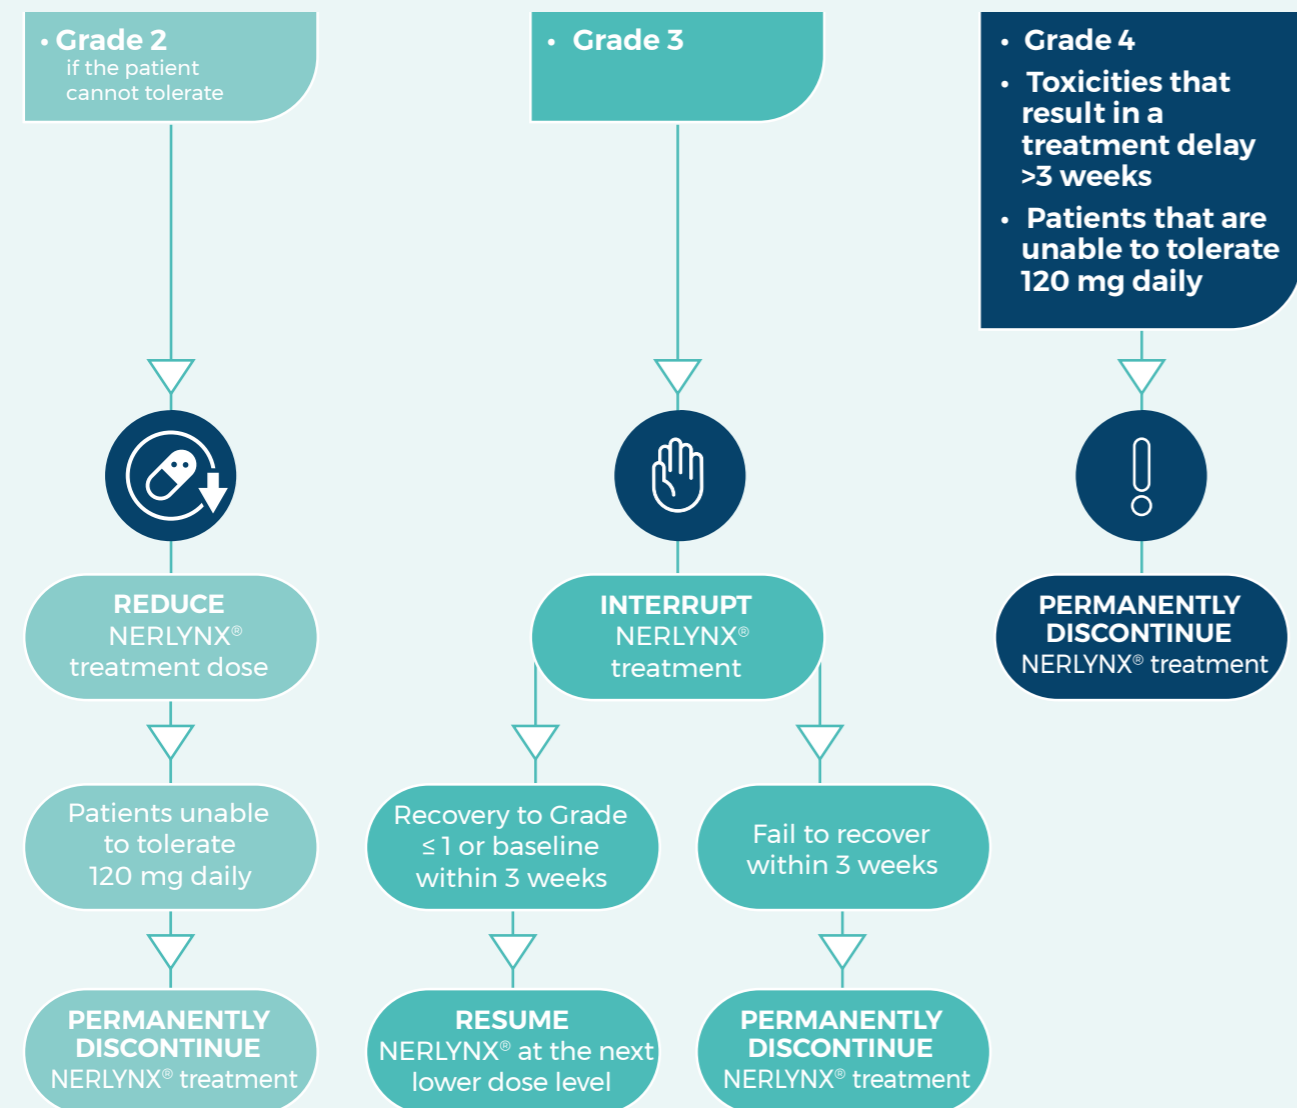 • Grade 2
if the patient
cannot tolerate
REDUCE
NERLYNX®
treatment dose
Patients unable
to tolerate
120 mg daily
PERMANENTLY
DISCONTINUE
NERLYNX® treatment
• Grade 3
INTERRUPT
NERLYNX®
treatment
Recovery to Grade
≤ 1 or baseline
within 3 weeks
RESUME
NERLYNX® at the next
lower dose level
Fail to recover
within 3 weeks
PERMANENTLY
DISCONTINUE
NERLYNX® treatment
• Grade 4
• Toxicities that
result in a
treatment delay
>3 weeks
• Patients that are
unable to tolerate
120 mg daily
PERMANENTLY
DISCONTINUE
NERLYNX® treatment